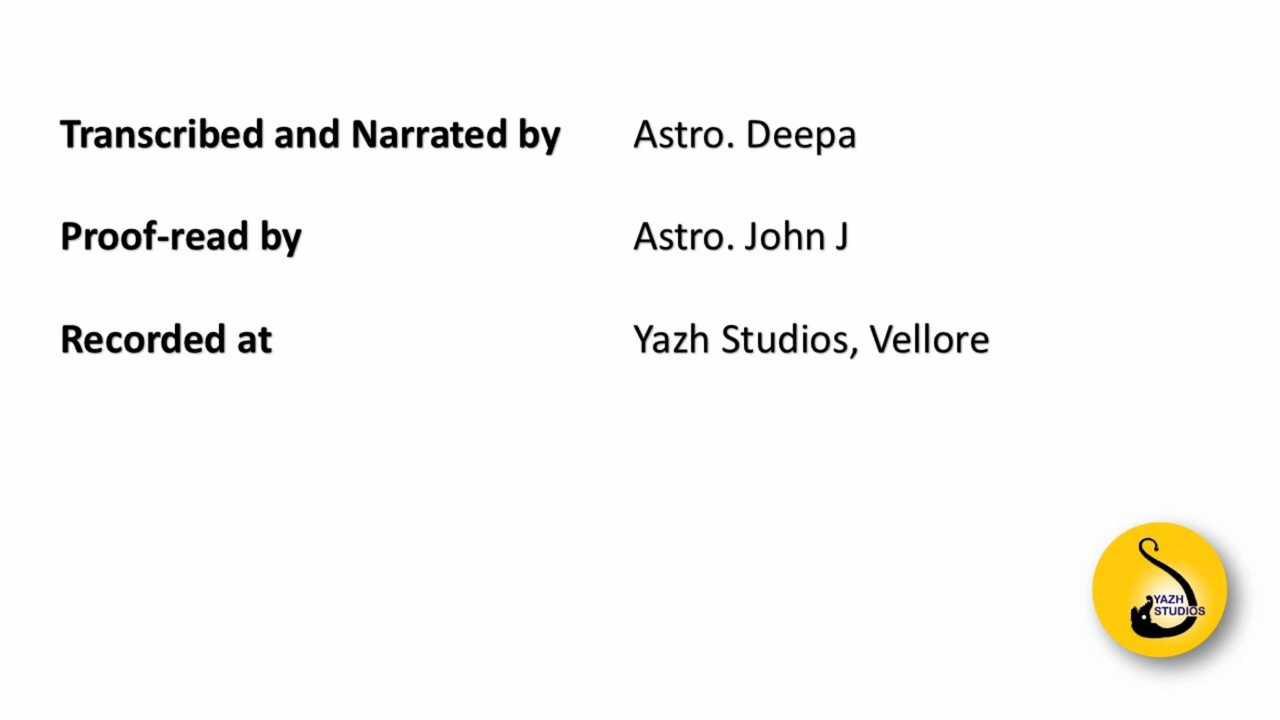 Transcribed and Narrated by Astro. Deepa
Proof-read by Astro. John J
Recorded at Yazh Studios, Vellore
YAZH
STUDIOS